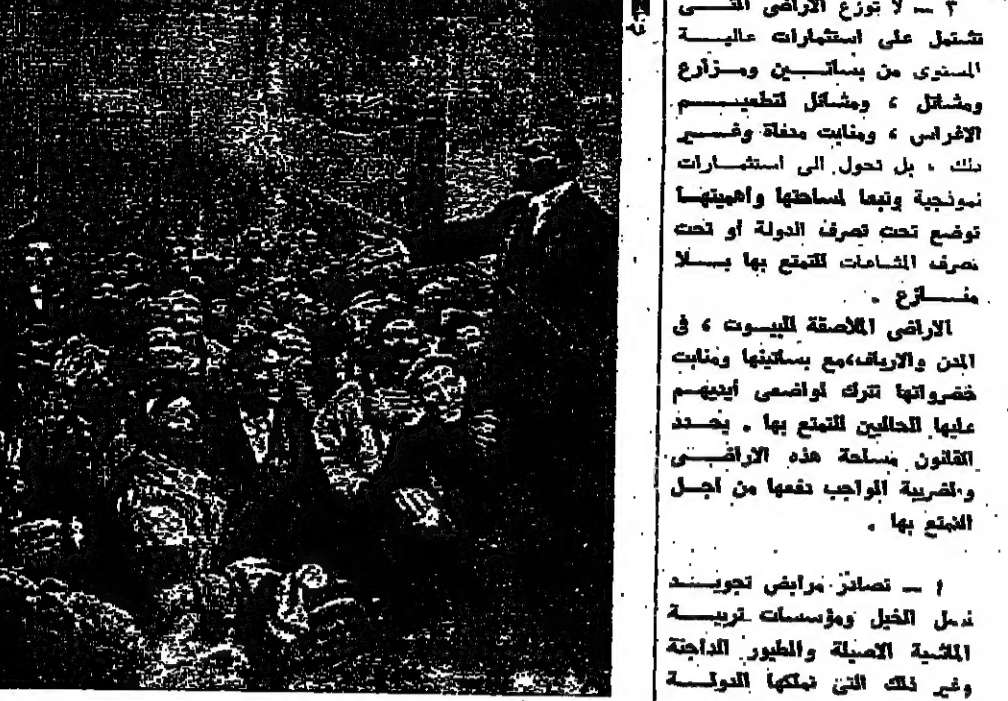 ٣ — لا توزع الاراضي التي
تشتمل على استثمارات عالية
المستوى من بساتين ومزارع
ومشاتل ، ومشاتل لتطعيم
الاغراس ، ومنابت مدفاة وغير
ذلك ، بل تحول الى استثمارات
نموذجية وتبعا لمساحتها وأهميتها
توضع تحت تصرف الدولة أو تحت
تصرف المشاعات للتمتع بها بلا
منازع .
الاراضي الملاصقة للبيوت ، في
المدن والارياف، مع بساتينها ومنابت
خضرواتها تترك لواضعي أيديهم
عليها الحاليين للتمتع بها . يحدد
القانون مساحة هذه الاراضي
والضريبة الواجب دفعها من اجل
التمتع بها .
٤ — تصادر مرابض تجويد
نسل الخيل ومؤسسات تربية
الماشية الاصيلة والطيور الداجنة
وغير ذلك التي تملكها الدولة